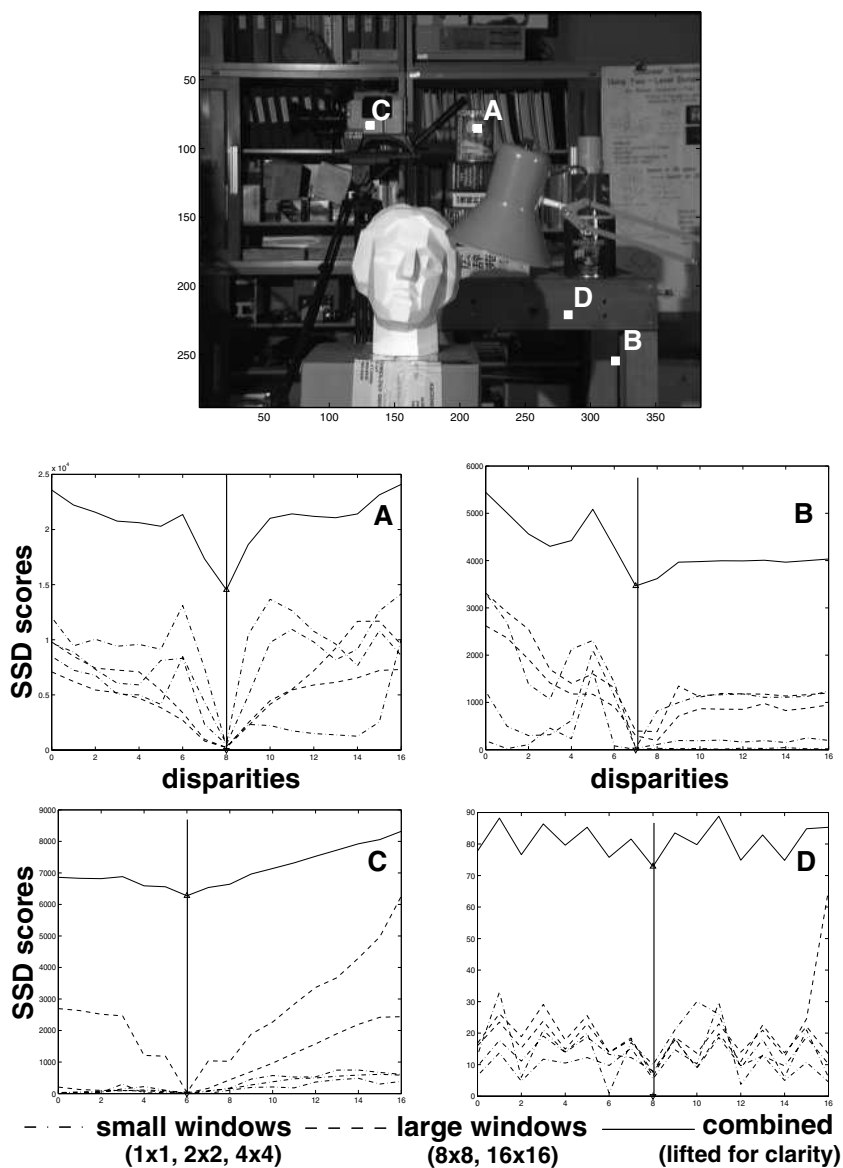 50
100
150
200
250
50 100 150 200 250 300 350
C A D B
x 10^4
2.5
2
1.5
1
0.5
0
0 2 4 6 8 10 12 14 16
A
SSD scores
disparities
6000
5000
4000
3000
2000
1000
0
0 2 4 6 8 10 12 14 16
B
disparities
9000
8000
7000
6000
5000
4000
3000
2000
1000
0
0 2 4 6 8 10 12 14 16
C
SSD scores
90
80
70
60
50
40
30
20
10
0
0 2 4 6 8 10 12 14 16
D
small windows large windows combined
(1x1, 2x2, 4x4) (8x8, 16x16) (lifted for clarity)